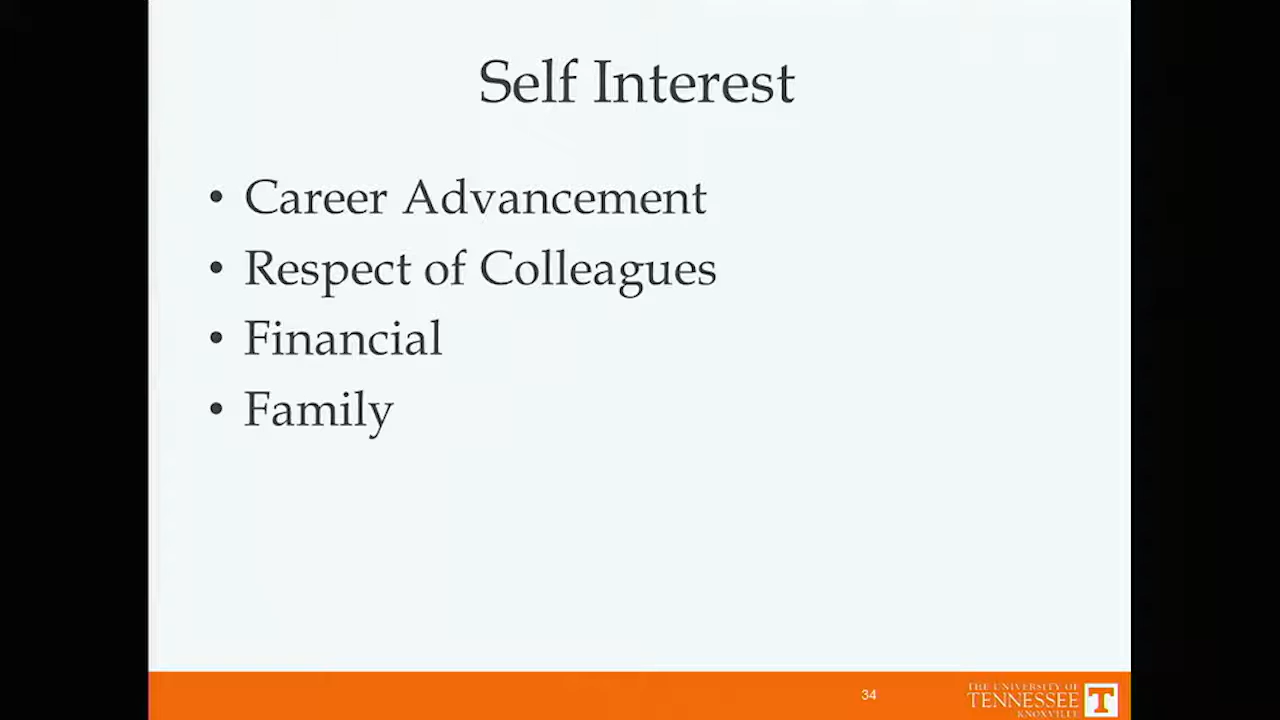 Self Interest
• Career Advancement
• Respect of Colleagues
• Financial
• Family
34
THE UNIVERSITY OF
TENNESSEE
KNOXVILLE
T